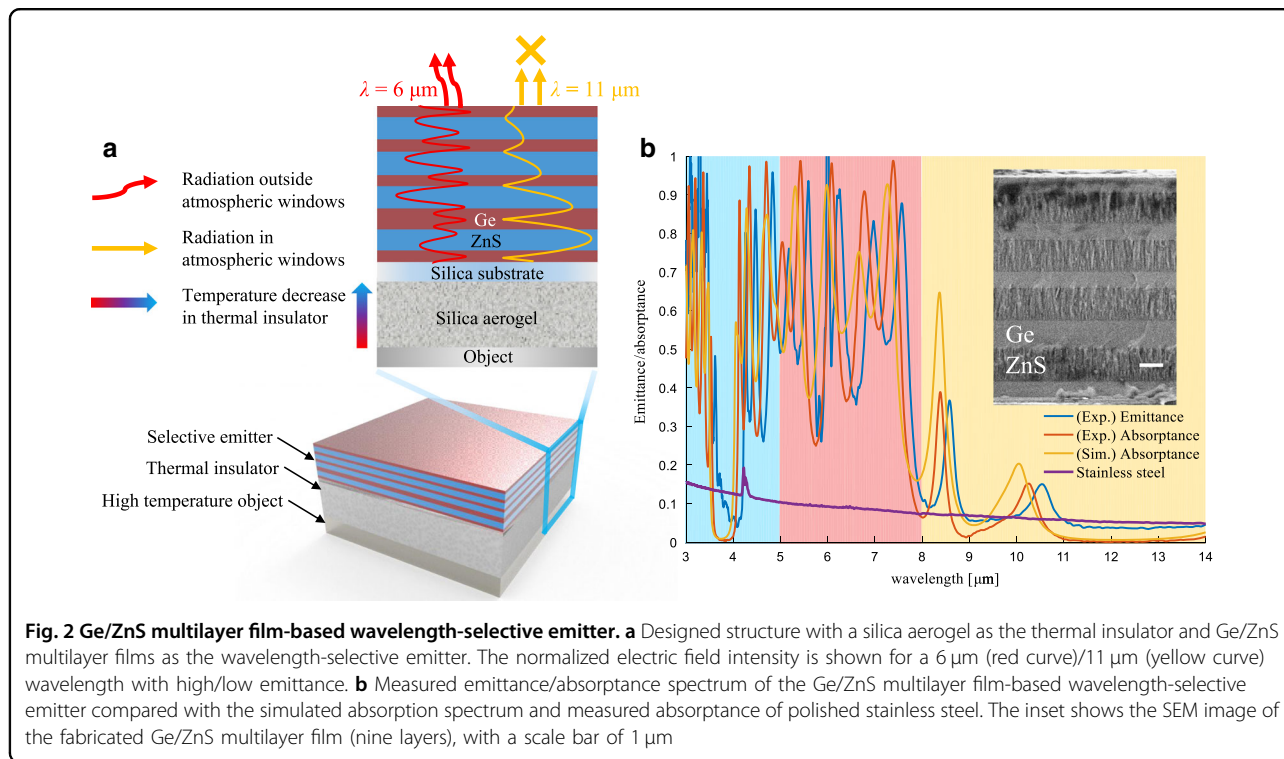 λ = 6 μm
λ = 11 μm
a
Radiation outside
atmospheric windows
Radiation in
atmospheric windows
Temperature decrease
in thermal insulator
Ge
ZnS
Silica substrate
Silica aerogel
Object
Selective emitter
Thermal insulator
High temperature object
b
Emittance/absorptance
1
0.9
0.8
0.7
0.6
0.5
0.4
0.3
0.2
0.1
0
3 4 5 6 7 8 9 10 11 12 13 14
wavelength [μm]
Ge
ZnS
(Exp.) Emittance
(Exp.) Absorptance
(Sim.) Absorptance
Stainless steel
Fig. 2 Ge/ZnS multilayer film-based wavelength-selective emitter. a Designed structure with a silica aerogel as the thermal insulator and Ge/ZnS
multilayer films as the wavelength-selective emitter. The normalized electric field intensity is shown for a 6 μm (red curve)/11 μm (yellow curve)
wavelength with high/low emittance. b Measured emittance/absorptance spectrum of the Ge/ZnS multilayer film-based wavelength-selective
emitter compared with the simulated absorption spectrum and measured absorptance of polished stainless steel. The inset shows the SEM image of
the fabricated Ge/ZnS multilayer film (nine layers), with a scale bar of 1 μm